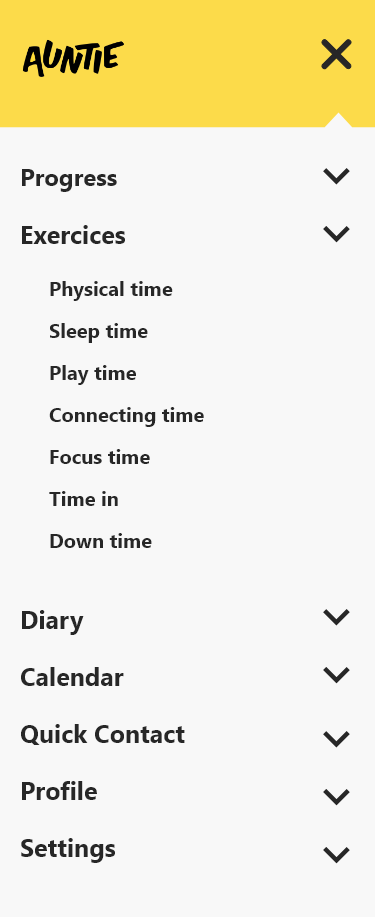 AUNTIE
Progress
Exercices
Physical time
Sleep time
Play time
Connecting time
Focus time
Time in
Down time
Diary
Calendar
Quick Contact
Profile
Settings